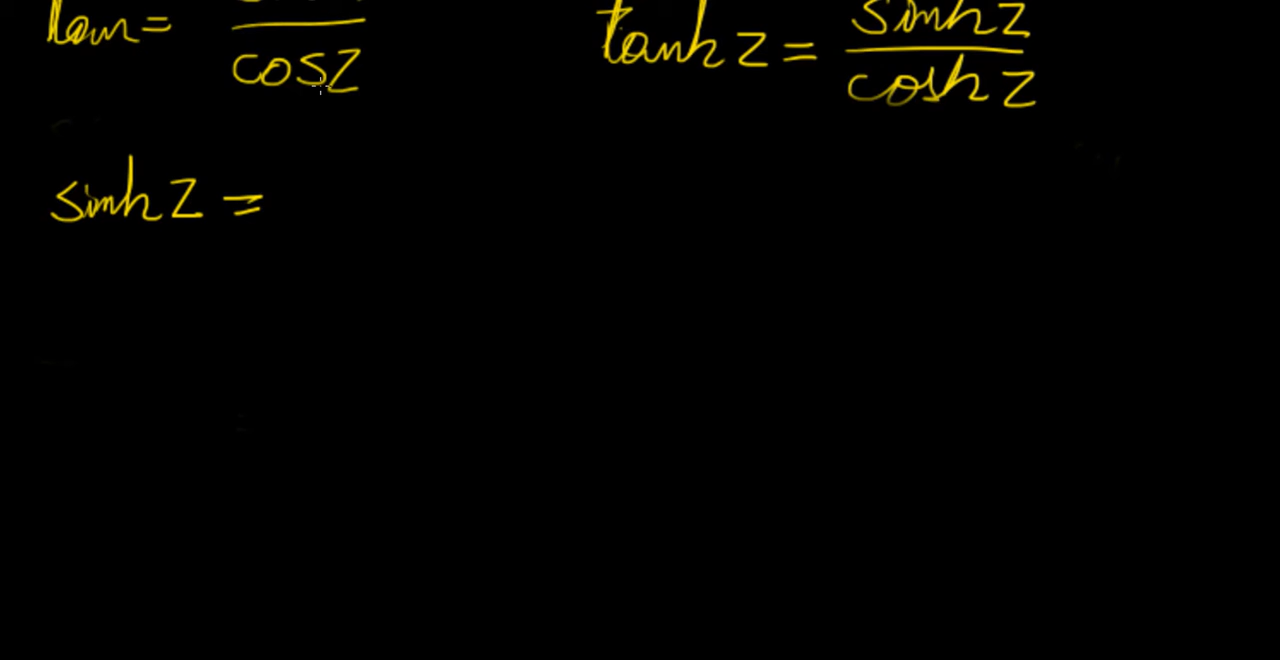 tan =
cos z
tanh z = sinh z / cosh z
sinh z =